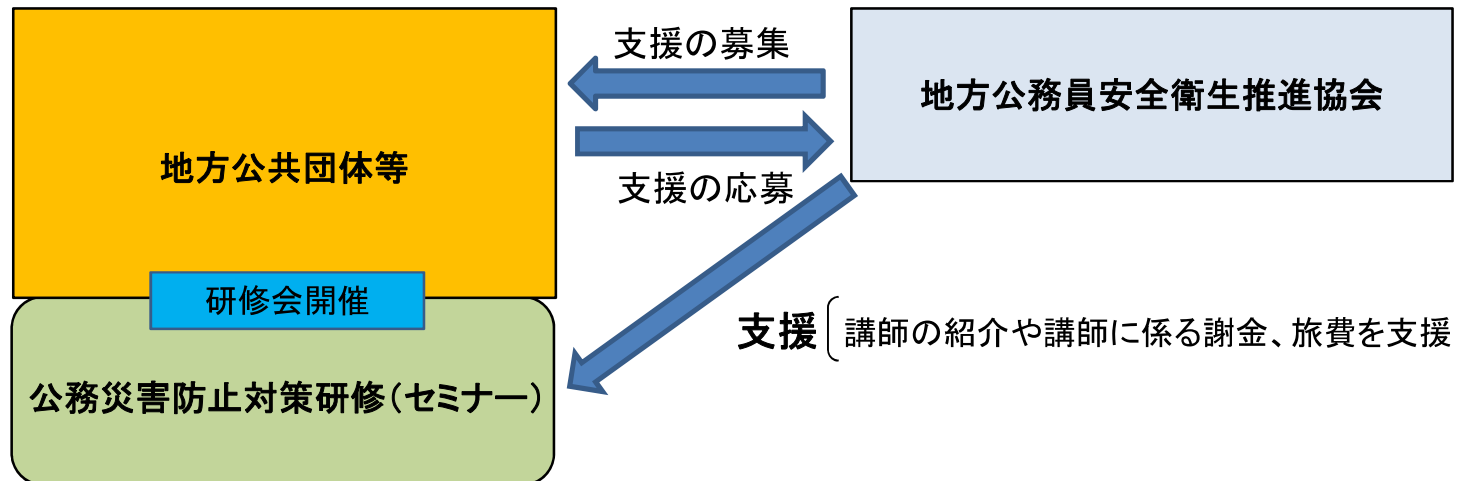 支援の募集
地方公務員安全衛生推進協会
地方公共団体等
支援の応募
研修会開催
支援
講師の紹介や講師に係る謝金、旅費を支援
公務災害防止対策研修（セミナー）